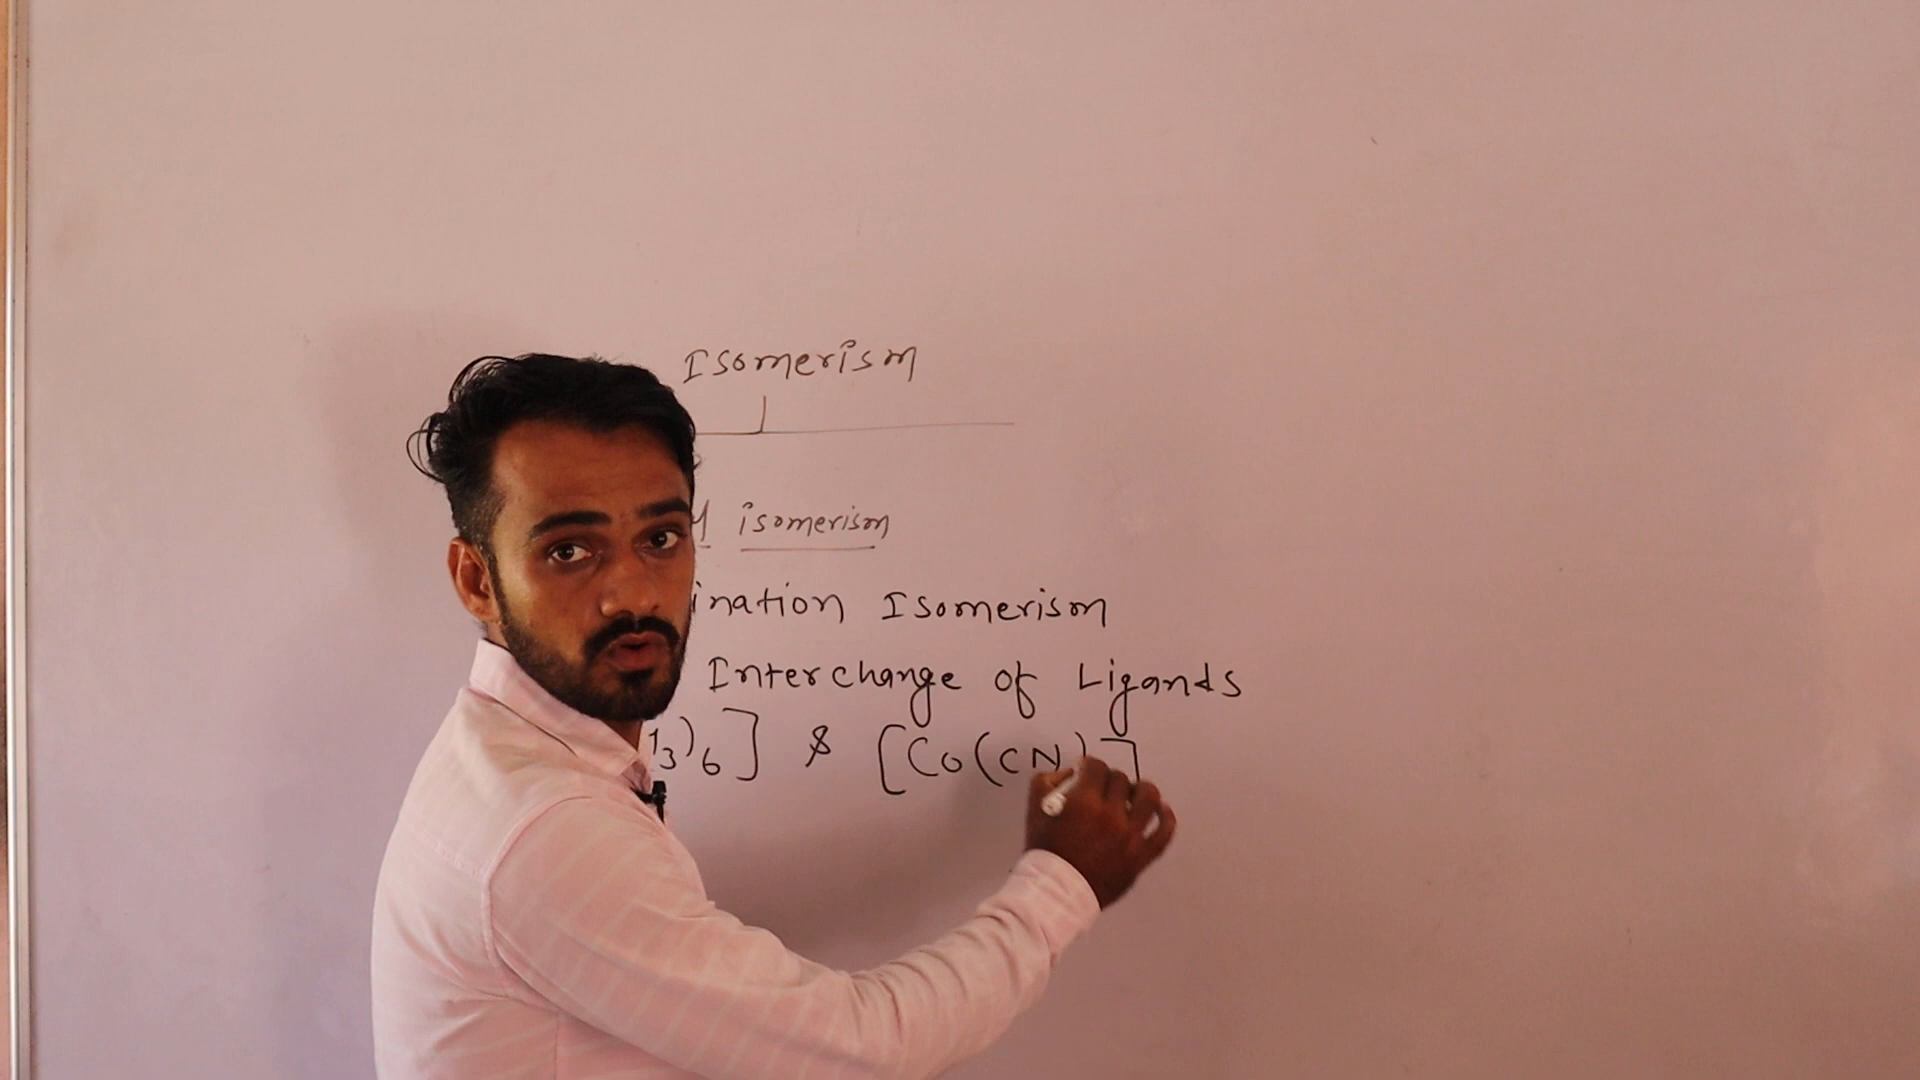 Isomerism
isomerism
ination Isomerism
Interchange of Ligands
3)6] & [Co(CN)]